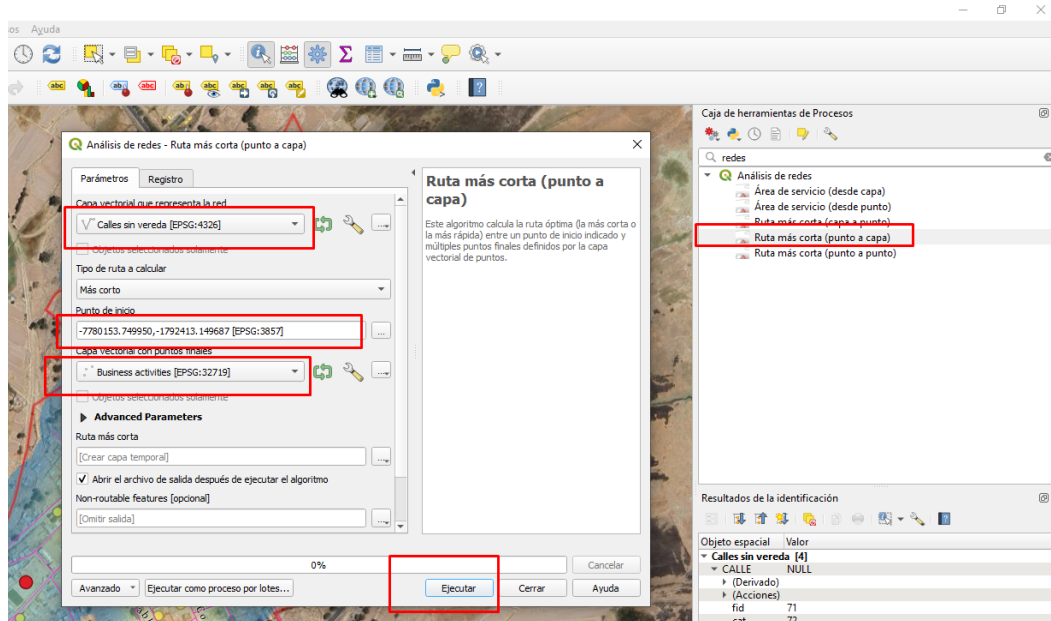 os Ayuda
abc
Análisis de redes - Ruta más corta (punto a capa)
Parámetros
Registro
Capa vectorial que representa la red
Calles sin vereda [EPSG:4326]
Objetos seleccionados solamente
Tipo de ruta a calcular
Más corto
Punto de inicio
-7780153.749950,-1792413.149687 [EPSG:3857]
Capa vectorial con puntos finales
Business activities [EPSG:32719]
Objetos seleccionados solamente
Advanced Parameters
Ruta más corta
[Crear capa temporal]
Abrir el archivo de salida después de ejecutar el algoritmo
Non-routable features [opcional]
[Omitir salida]
0%
Cancelar
Avanzado
Ejecutar como proceso por lotes...
Ejecutar
Cerrar
Ayuda
Ruta más corta (punto a
capa)
Este algoritmo calcula la ruta óptima (la más corta o
la más rápida) entre un punto de inicio indicado y
múltiples puntos finales definidos por la capa
vectorial de puntos.
Caja de herramientas de Procesos
redes
Análisis de redes
Área de servicio (desde capa)
Área de servicio (desde punto)
Ruta más corta (capa a punto)
Ruta más corta (punto a capa)
Ruta más corta (punto a punto)
Resultados de la identificación
Objeto espacial Valor
Calles sin vereda [4]
CALLE NULL
(Derivado)
(Acciones)
fid 71
cat 72